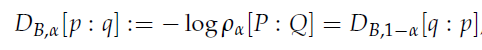 D_{B,α}[p : q] := − log ρ_α[P : Q] = D_{B,1−α}[q : p],